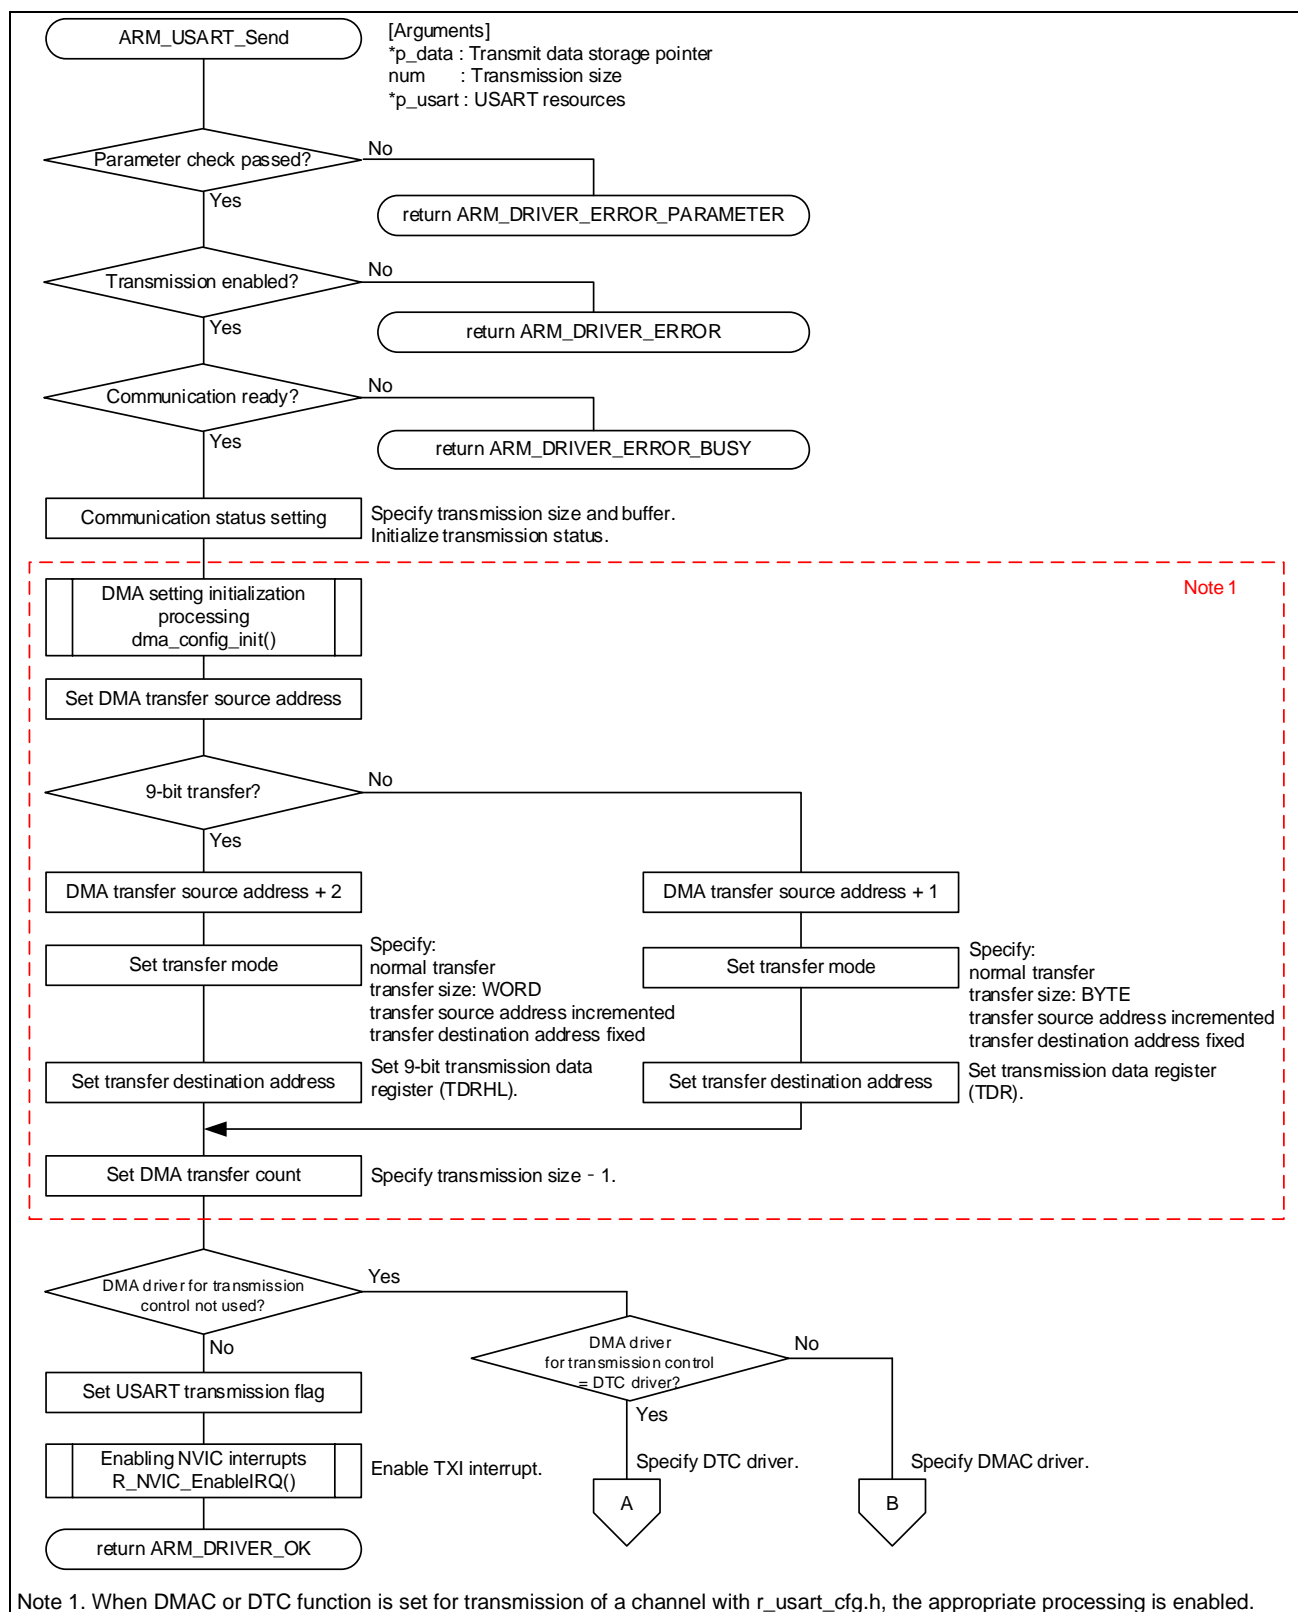 ARM_USART_Send
[Arguments]
*p_data : Transmit data storage pointer
num : Transmission size
*p_usart : USART resources
Parameter check passed?
No
Yes
return ARM_DRIVER_ERROR_PARAMETER
Transmission enabled?
No
Yes
return ARM_DRIVER_ERROR
Communication ready?
No
Yes
return ARM_DRIVER_ERROR_BUSY
Communication status setting
Specify transmission size and buffer.
Initialize transmission status.
Note 1
DMA setting initialization
processing
dma_config_init()
Set DMA transfer source address
9-bit transfer?
No
Yes
DMA transfer source address + 2
DMA transfer source address + 1
Set transfer mode
Specify:
normal transfer
transfer size: WORD
transfer source address incremented
transfer destination address fixed
Set transfer mode
Specify:
normal transfer
transfer size: BYTE
transfer source address incremented
transfer destination address fixed
Set transfer destination address
Set 9-bit transmission data
register (TDRHL).
Set transfer destination address
Set transmission data register
(TDR).
Set DMA transfer count
Specify transmission size - 1.
DMA driver for transmission
control not used?
Yes
No
DMA driver
for transmission control
= DTC driver?
No
Yes
Set USART transmission flag
Enabling NVIC interrupts
R_NVIC_EnableIRQ()
Enable TXI interrupt.
Specify DTC driver.
Specify DMAC driver.
A
B
return ARM_DRIVER_OK
Note 1. When DMAC or DTC function is set for transmission of a channel with r_usart_cfg.h, the appropriate processing is enabled.